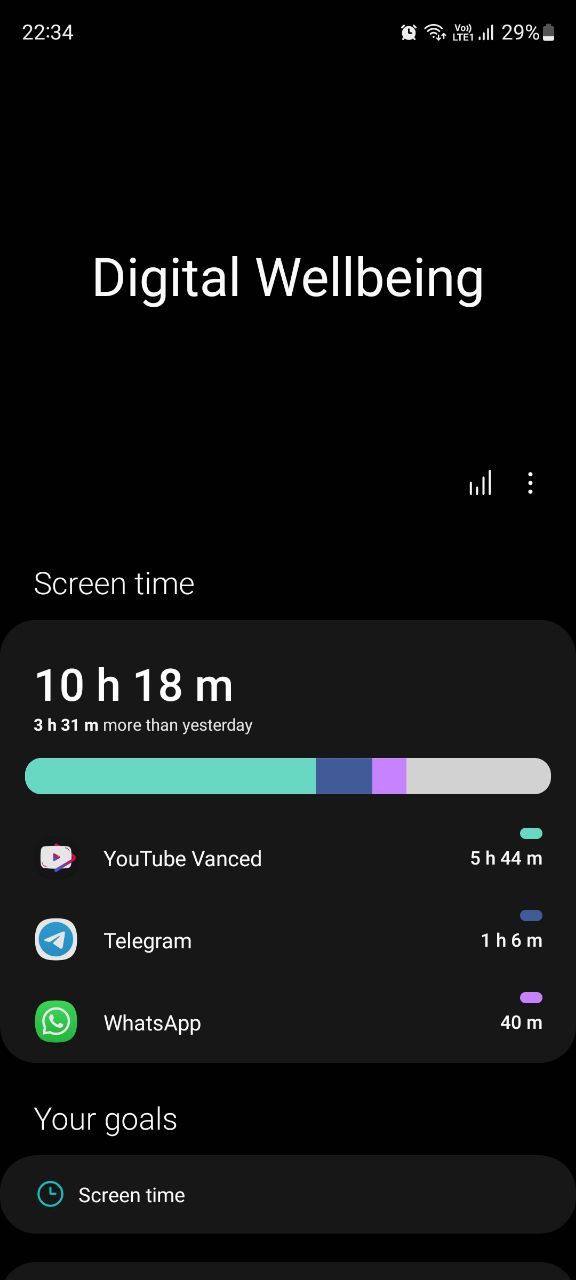 22:34
Vo)) LTE1 29%
Digital Wellbeing
Screen time
10 h 18 m
3 h 31 m more than yesterday
YouTube Vanced 5 h 44 m
Telegram 1 h 6 m
WhatsApp 40 m
Your goals
Screen time